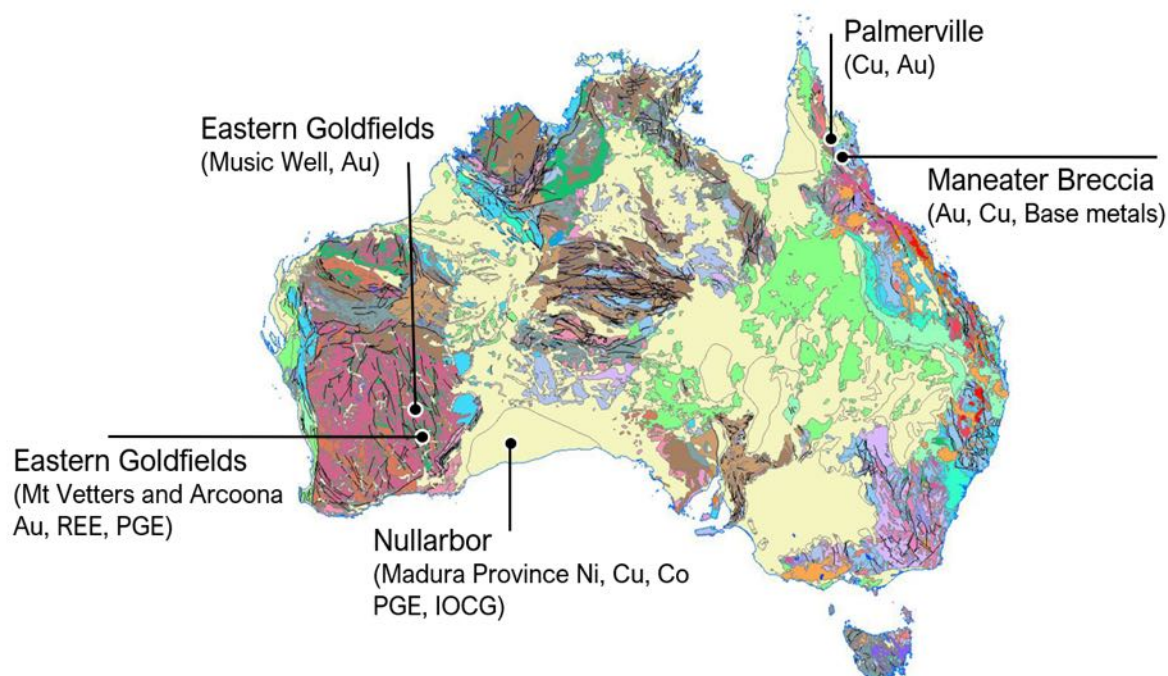 Palmerville
(Cu, Au)
Eastern Goldfields
(Music Well, Au)
Maneater Breccia
(Au, Cu, Base metals)
Eastern Goldfields
(Mt Vetters and Arcoona
Au, REE, PGE)
Nullarbor
(Madura Province Ni, Cu, Co
PGE, IOCG)